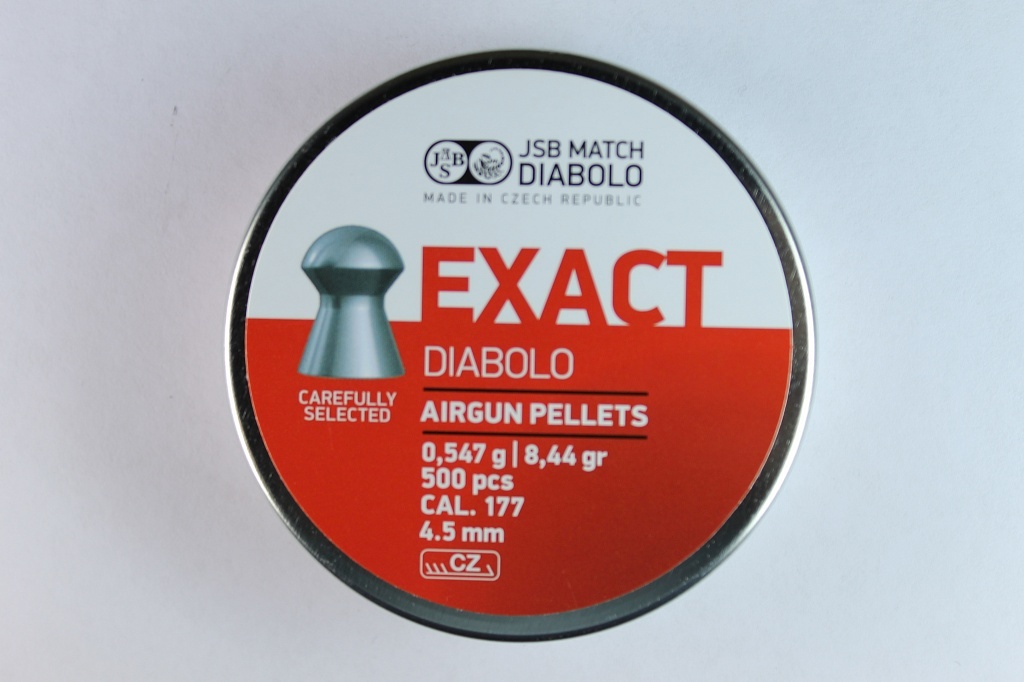 JSB
JSB MATCH
DIABOLO
MADE IN CZECH REPUBLIC
EXACT
DIABOLO
CAREFULLY
SELECTED
AIRGUN PELLETS
0,547 g | 8,44 gr
500 pcs
CAL. 177
4.5 mm
CZ